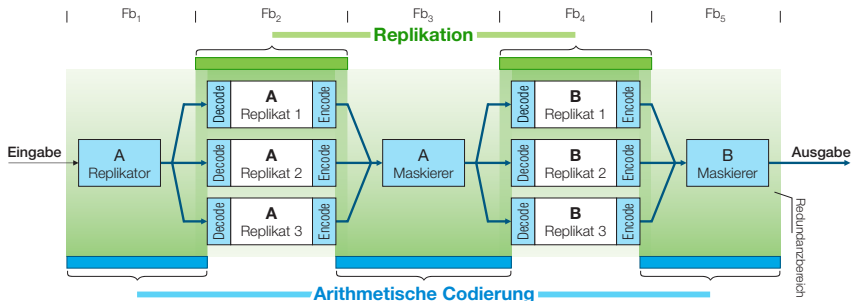 Fb₁ Fb₂ Fb₃ Fb₄ Fb₅
Replikation
Decode A Replikat 1 Encode
Decode B Replikat 1 Encode
Eingabe
A Replikator
Decode A Replikat 2 Encode
A Maskierer
Decode B Replikat 2 Encode
B Maskierer
Ausgabe
Decode A Replikat 3 Encode
Decode B Replikat 3 Encode
Redundanzbereich
Arithmetische Codierung